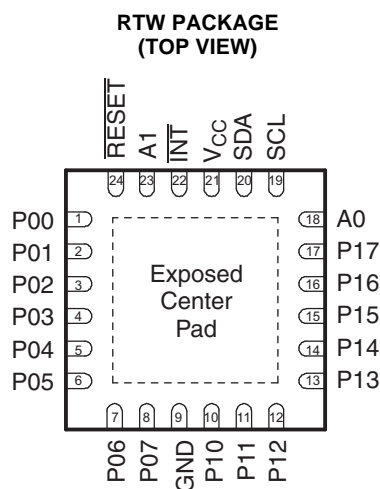 RTW PACKAGE
(TOP VIEW)
RESET
A1
INT
VCC
SDA
SCL
24
23
22
21
20
19
P00 1
P01 2
P02 3
P03 4
P04 5
P05 6
Exposed
Center
Pad
18 A0
17 P17
16 P16
15 P15
14 P14
13 P13
7
8
9
10
11
12
P06
P07
GND
P10
P11
P12